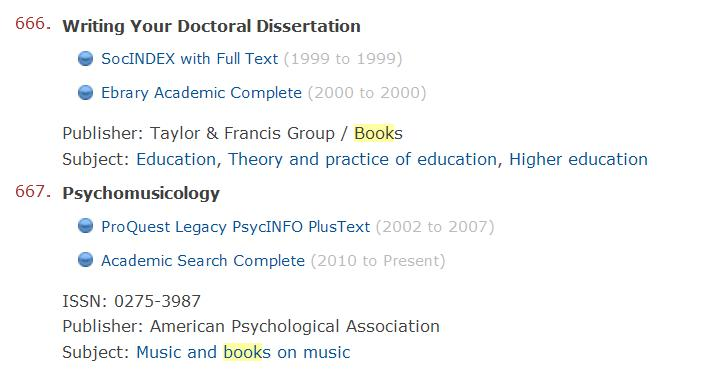 666. Writing Your Doctoral Dissertation
SocINDEX with Full Text (1999 to 1999)
Ebrary Academic Complete (2000 to 2000)
Publisher: Taylor & Francis Group / Books
Subject: Education, Theory and practice of education, Higher education
667. Psychomusicology
ProQuest Legacy PsycINFO PlusText (2002 to 2007)
Academic Search Complete (2010 to Present)
ISSN: 0275-3987
Publisher: American Psychological Association
Subject: Music and books on music